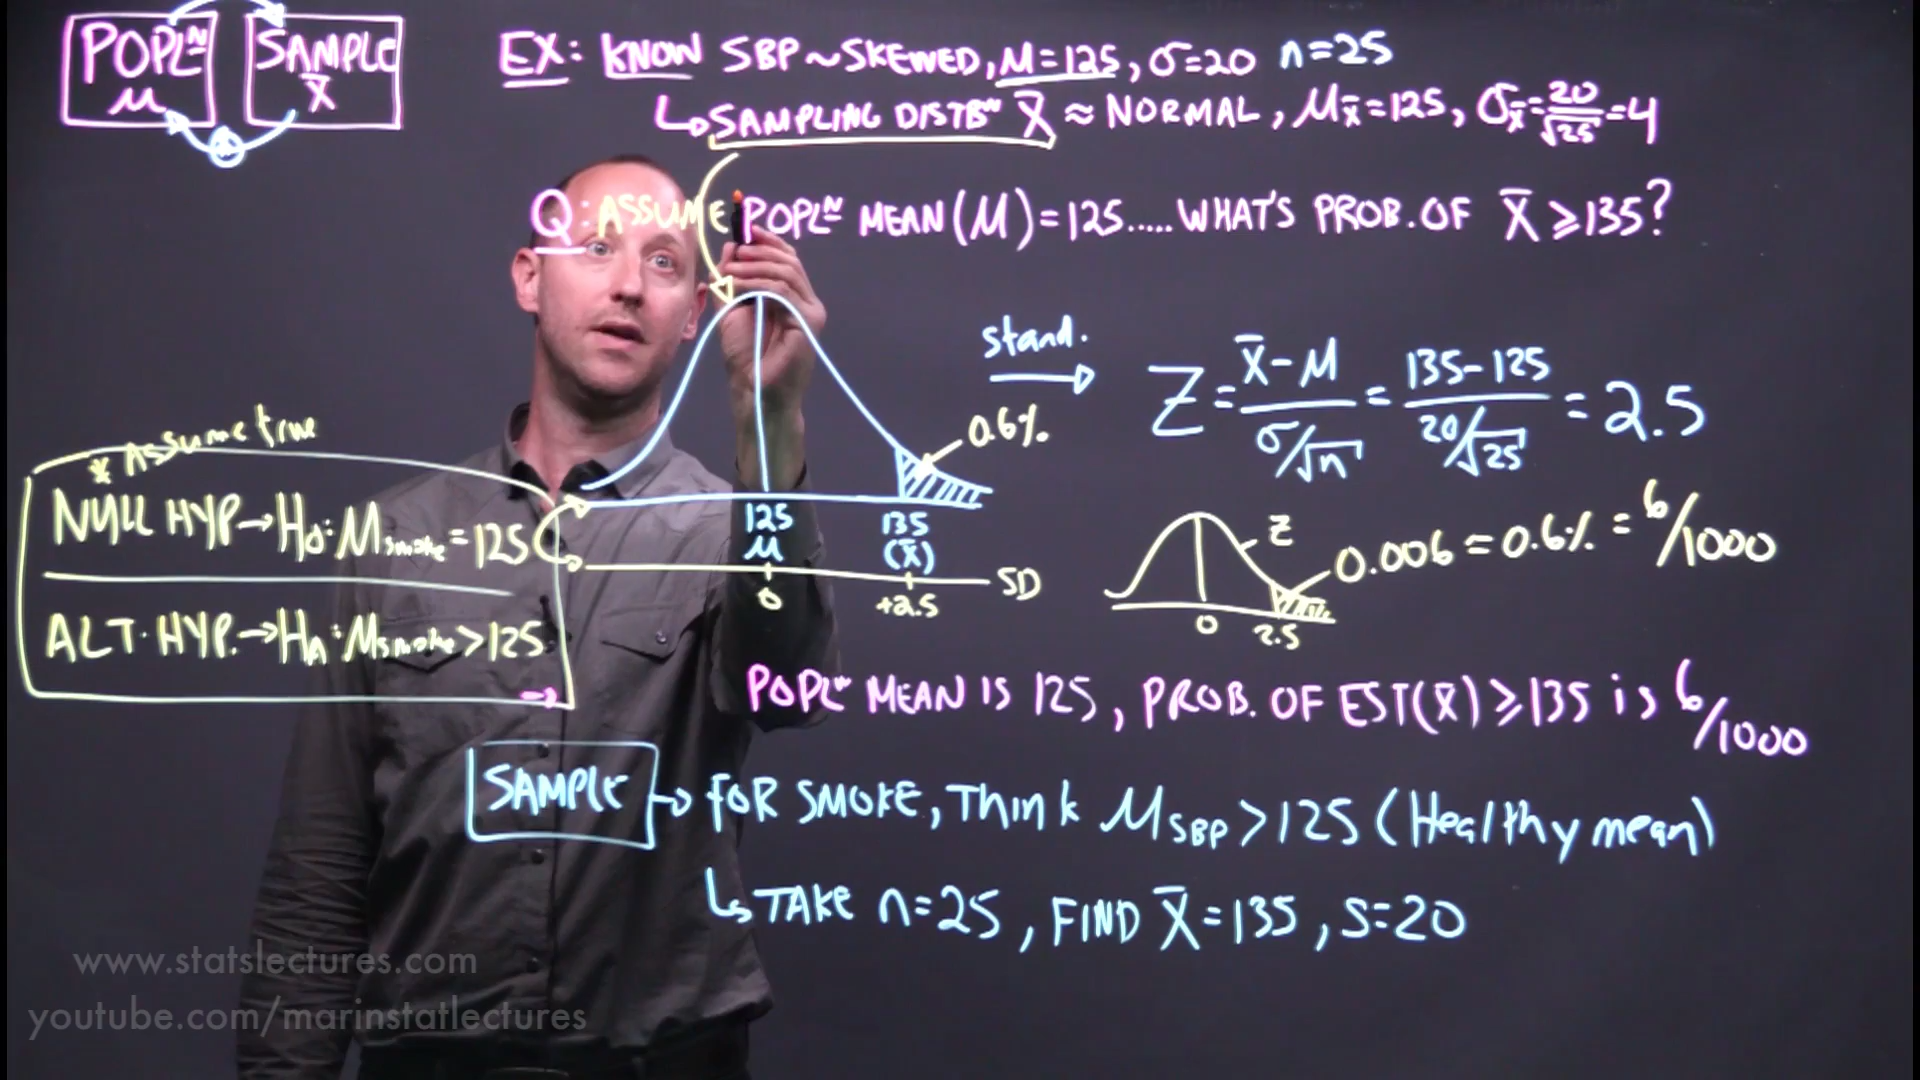 POPLᴺ
μ
SAMPLE
X̄
EX: KNOW SBP ~ SKEWED, μ=125, σ=20 n=25
↳ SAMPLING DISTBᴺ X̄ ≈ NORMAL, μx̄=125, σx̄=20/√25=4
Q: ASSUME POPLᴺ MEAN (μ)=125.....WHAT'S PROB. OF X̄ ≥135?
stand.
→
Z = (X̄-μ)/(σ/√n) = (135-125)/(20/√25) = 2.5
0.6%
125
μ
135
(X̄)
0
+2.5
SD
* Assume true
NULL HYP→H₀: μsmoke=125
ALT. HYP.→HA: μsmoke>125
Z
0.006 = 0.6% = 6/1000
0
2.5
→ POPLᴺ MEAN IS 125, PROB. OF EST(X̄) ≥135 is 6/1000
SAMPLE → FOR SMOKE, Think μSBP >125 (Healthy mean)
↳ TAKE n=25, FIND X̄=135, S=20
www.statslectures.com
youtube.com/marinstatlectures